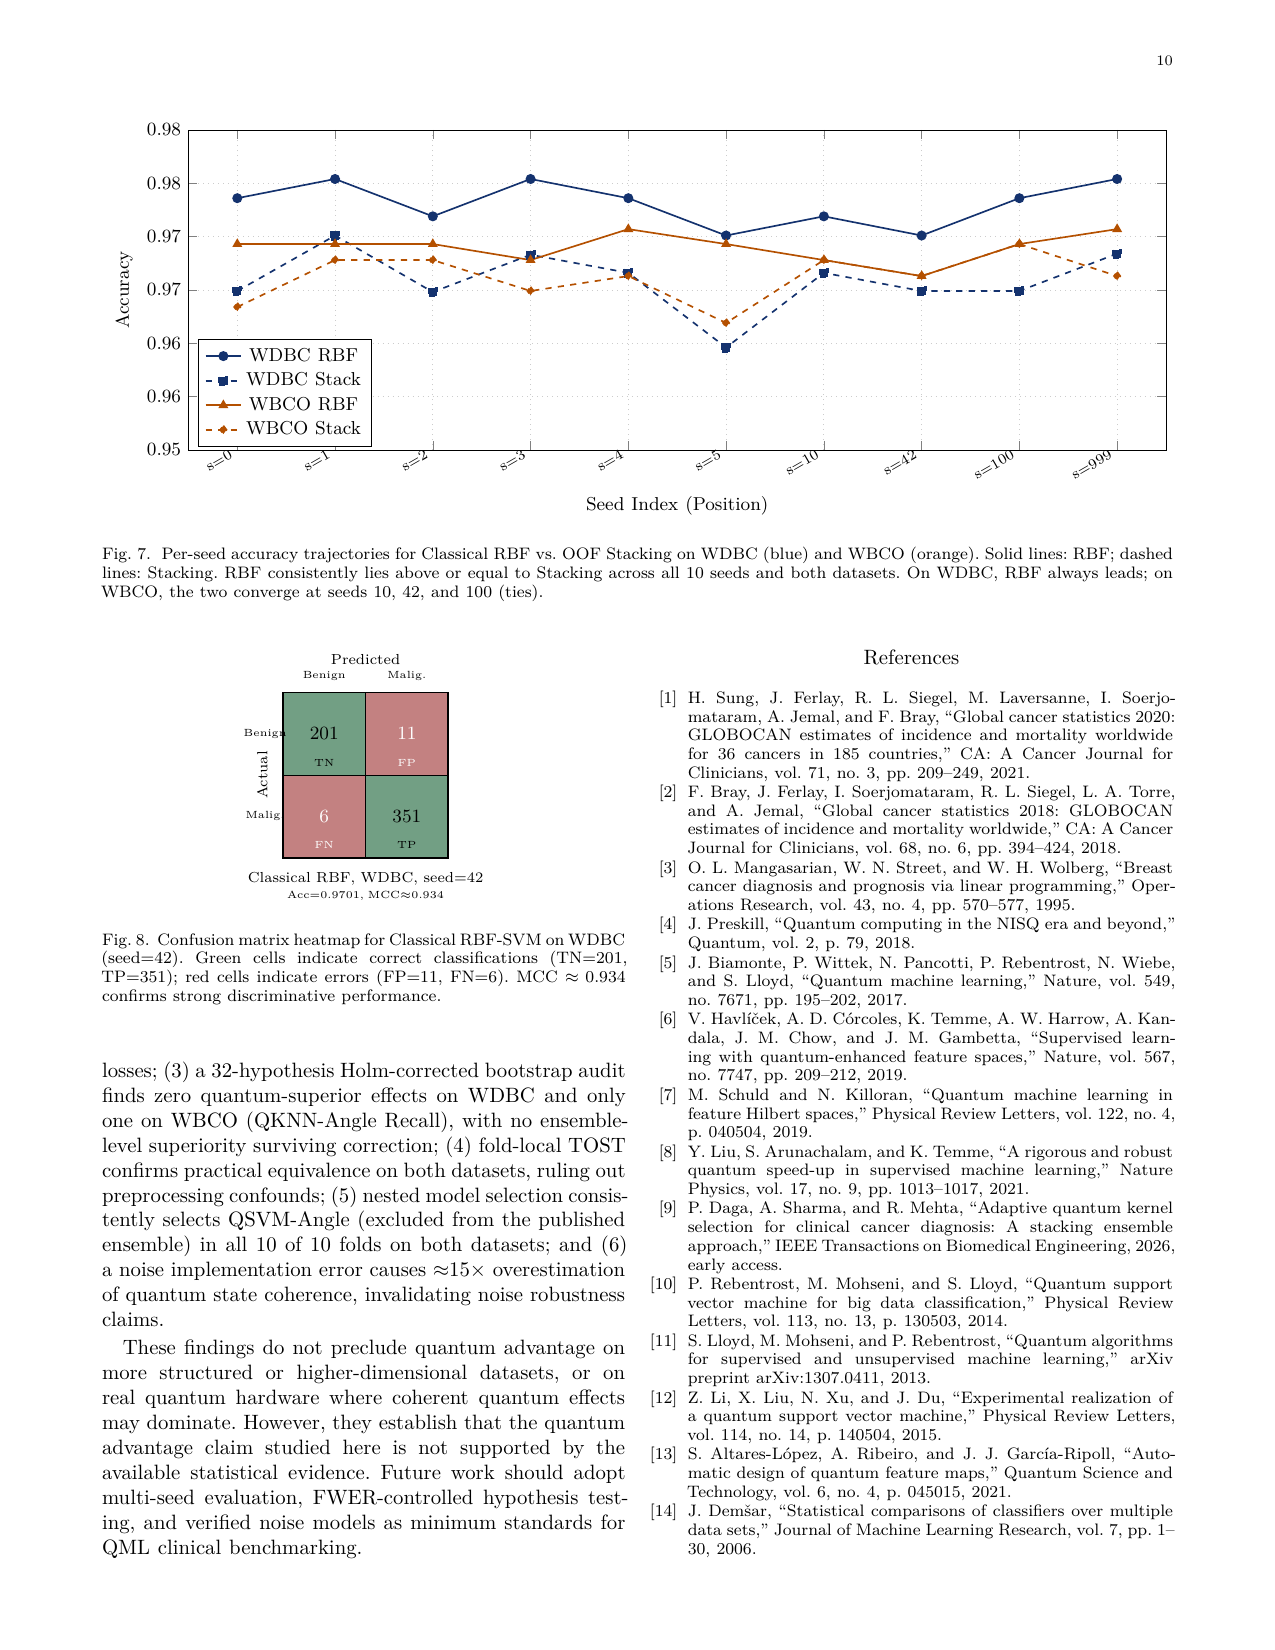 10
0.98
0.98
0.97
0.97
0.96
0.96
0.95
Accuracy
WDBC RBF
WDBC Stack
WBCO RBF
WBCO Stack
s=0
s=1
s=2
s=3
s=4
s=5
s=10
s=42
s=100
s=999
Seed Index (Position)
Fig. 7. Per-seed accuracy trajectories for Classical RBF vs. OOF Stacking on WDBC (blue) and WBCO (orange). Solid lines: RBF; dashed
lines: Stacking. RBF consistently lies above or equal to Stacking across all 10 seeds and both datasets. On WDBC, RBF always leads; on
WBCO, the two converge at seeds 10, 42, and 100 (ties).
Predicted
Benign Malig.
Benign
Actual
Malig.
201
TN
11
FP
6
FN
351
TP
Classical RBF, WDBC, seed=42
Acc=0.9701, MCC≈0.934
Fig. 8. Confusion matrix heatmap for Classical RBF-SVM on WDBC
(seed=42). Green cells indicate correct classifications (TN=201,
TP=351); red cells indicate errors (FP=11, FN=6). MCC ≈ 0.934
confirms strong discriminative performance.
losses; (3) a 32-hypothesis Holm-corrected bootstrap audit
finds zero quantum-superior effects on WDBC and only
one on WBCO (QKNN-Angle Recall), with no ensemble-
level superiority surviving correction; (4) fold-local TOST
confirms practical equivalence on both datasets, ruling out
preprocessing confounds; (5) nested model selection consis-
tently selects QSVM-Angle (excluded from the published
ensemble) in all 10 of 10 folds on both datasets; and (6)
a noise implementation error causes ≈15× overestimation
of quantum state coherence, invalidating noise robustness
claims.
These findings do not preclude quantum advantage on
more structured or higher-dimensional datasets, or on
real quantum hardware where coherent quantum effects
may dominate. However, they establish that the quantum
advantage claim studied here is not supported by the
available statistical evidence. Future work should adopt
multi-seed evaluation, FWER-controlled hypothesis test-
ing, and verified noise models as minimum standards for
QML clinical benchmarking.
References
[1] H. Sung, J. Ferlay, R. L. Siegel, M. Laversanne, I. Soerjo-
mataram, A. Jemal, and F. Bray, “Global cancer statistics 2020:
GLOBOCAN estimates of incidence and mortality worldwide
for 36 cancers in 185 countries,” CA: A Cancer Journal for
Clinicians, vol. 71, no. 3, pp. 209–249, 2021.
[2] F. Bray, J. Ferlay, I. Soerjomataram, R. L. Siegel, L. A. Torre,
and A. Jemal, “Global cancer statistics 2018: GLOBOCAN
estimates of incidence and mortality worldwide,” CA: A Cancer
Journal for Clinicians, vol. 68, no. 6, pp. 394–424, 2018.
[3] O. L. Mangasarian, W. N. Street, and W. H. Wolberg, “Breast
cancer diagnosis and prognosis via linear programming,” Oper-
ations Research, vol. 43, no. 4, pp. 570–577, 1995.
[4] J. Preskill, “Quantum computing in the NISQ era and beyond,”
Quantum, vol. 2, p. 79, 2018.
[5] J. Biamonte, P. Wittek, N. Pancotti, P. Rebentrost, N. Wiebe,
and S. Lloyd, “Quantum machine learning,” Nature, vol. 549,
no. 7671, pp. 195–202, 2017.
[6] V. Havlíček, A. D. Córcoles, K. Temme, A. W. Harrow, A. Kan-
dala, J. M. Chow, and J. M. Gambetta, “Supervised learn-
ing with quantum-enhanced feature spaces,” Nature, vol. 567,
no. 7747, pp. 209–212, 2019.
[7] M. Schuld and N. Killoran, “Quantum machine learning in
feature Hilbert spaces,” Physical Review Letters, vol. 122, no. 4,
p. 040504, 2019.
[8] Y. Liu, S. Arunachalam, and K. Temme, “A rigorous and robust
quantum speed-up in supervised machine learning,” Nature
Physics, vol. 17, no. 9, pp. 1013–1017, 2021.
[9] P. Daga, A. Sharma, and R. Mehta, “Adaptive quantum kernel
selection for clinical cancer diagnosis: A stacking ensemble
approach,” IEEE Transactions on Biomedical Engineering, 2026,
early access.
[10] P. Rebentrost, M. Mohseni, and S. Lloyd, “Quantum support
vector machine for big data classification,” Physical Review
Letters, vol. 113, no. 13, p. 130503, 2014.
[11] S. Lloyd, M. Mohseni, and P. Rebentrost, “Quantum algorithms
for supervised and unsupervised machine learning,” arXiv
preprint arXiv:1307.0411, 2013.
[12] Z. Li, X. Liu, N. Xu, and J. Du, “Experimental realization of
a quantum support vector machine,” Physical Review Letters,
vol. 114, no. 14, p. 140504, 2015.
[13] S. Altares-López, A. Ribeiro, and J. J. García-Ripoll, “Auto-
matic design of quantum feature maps,” Quantum Science and
Technology, vol. 6, no. 4, p. 045015, 2021.
[14] J. Demšar, “Statistical comparisons of classifiers over multiple
data sets,” Journal of Machine Learning Research, vol. 7, pp. 1–
30, 2006.